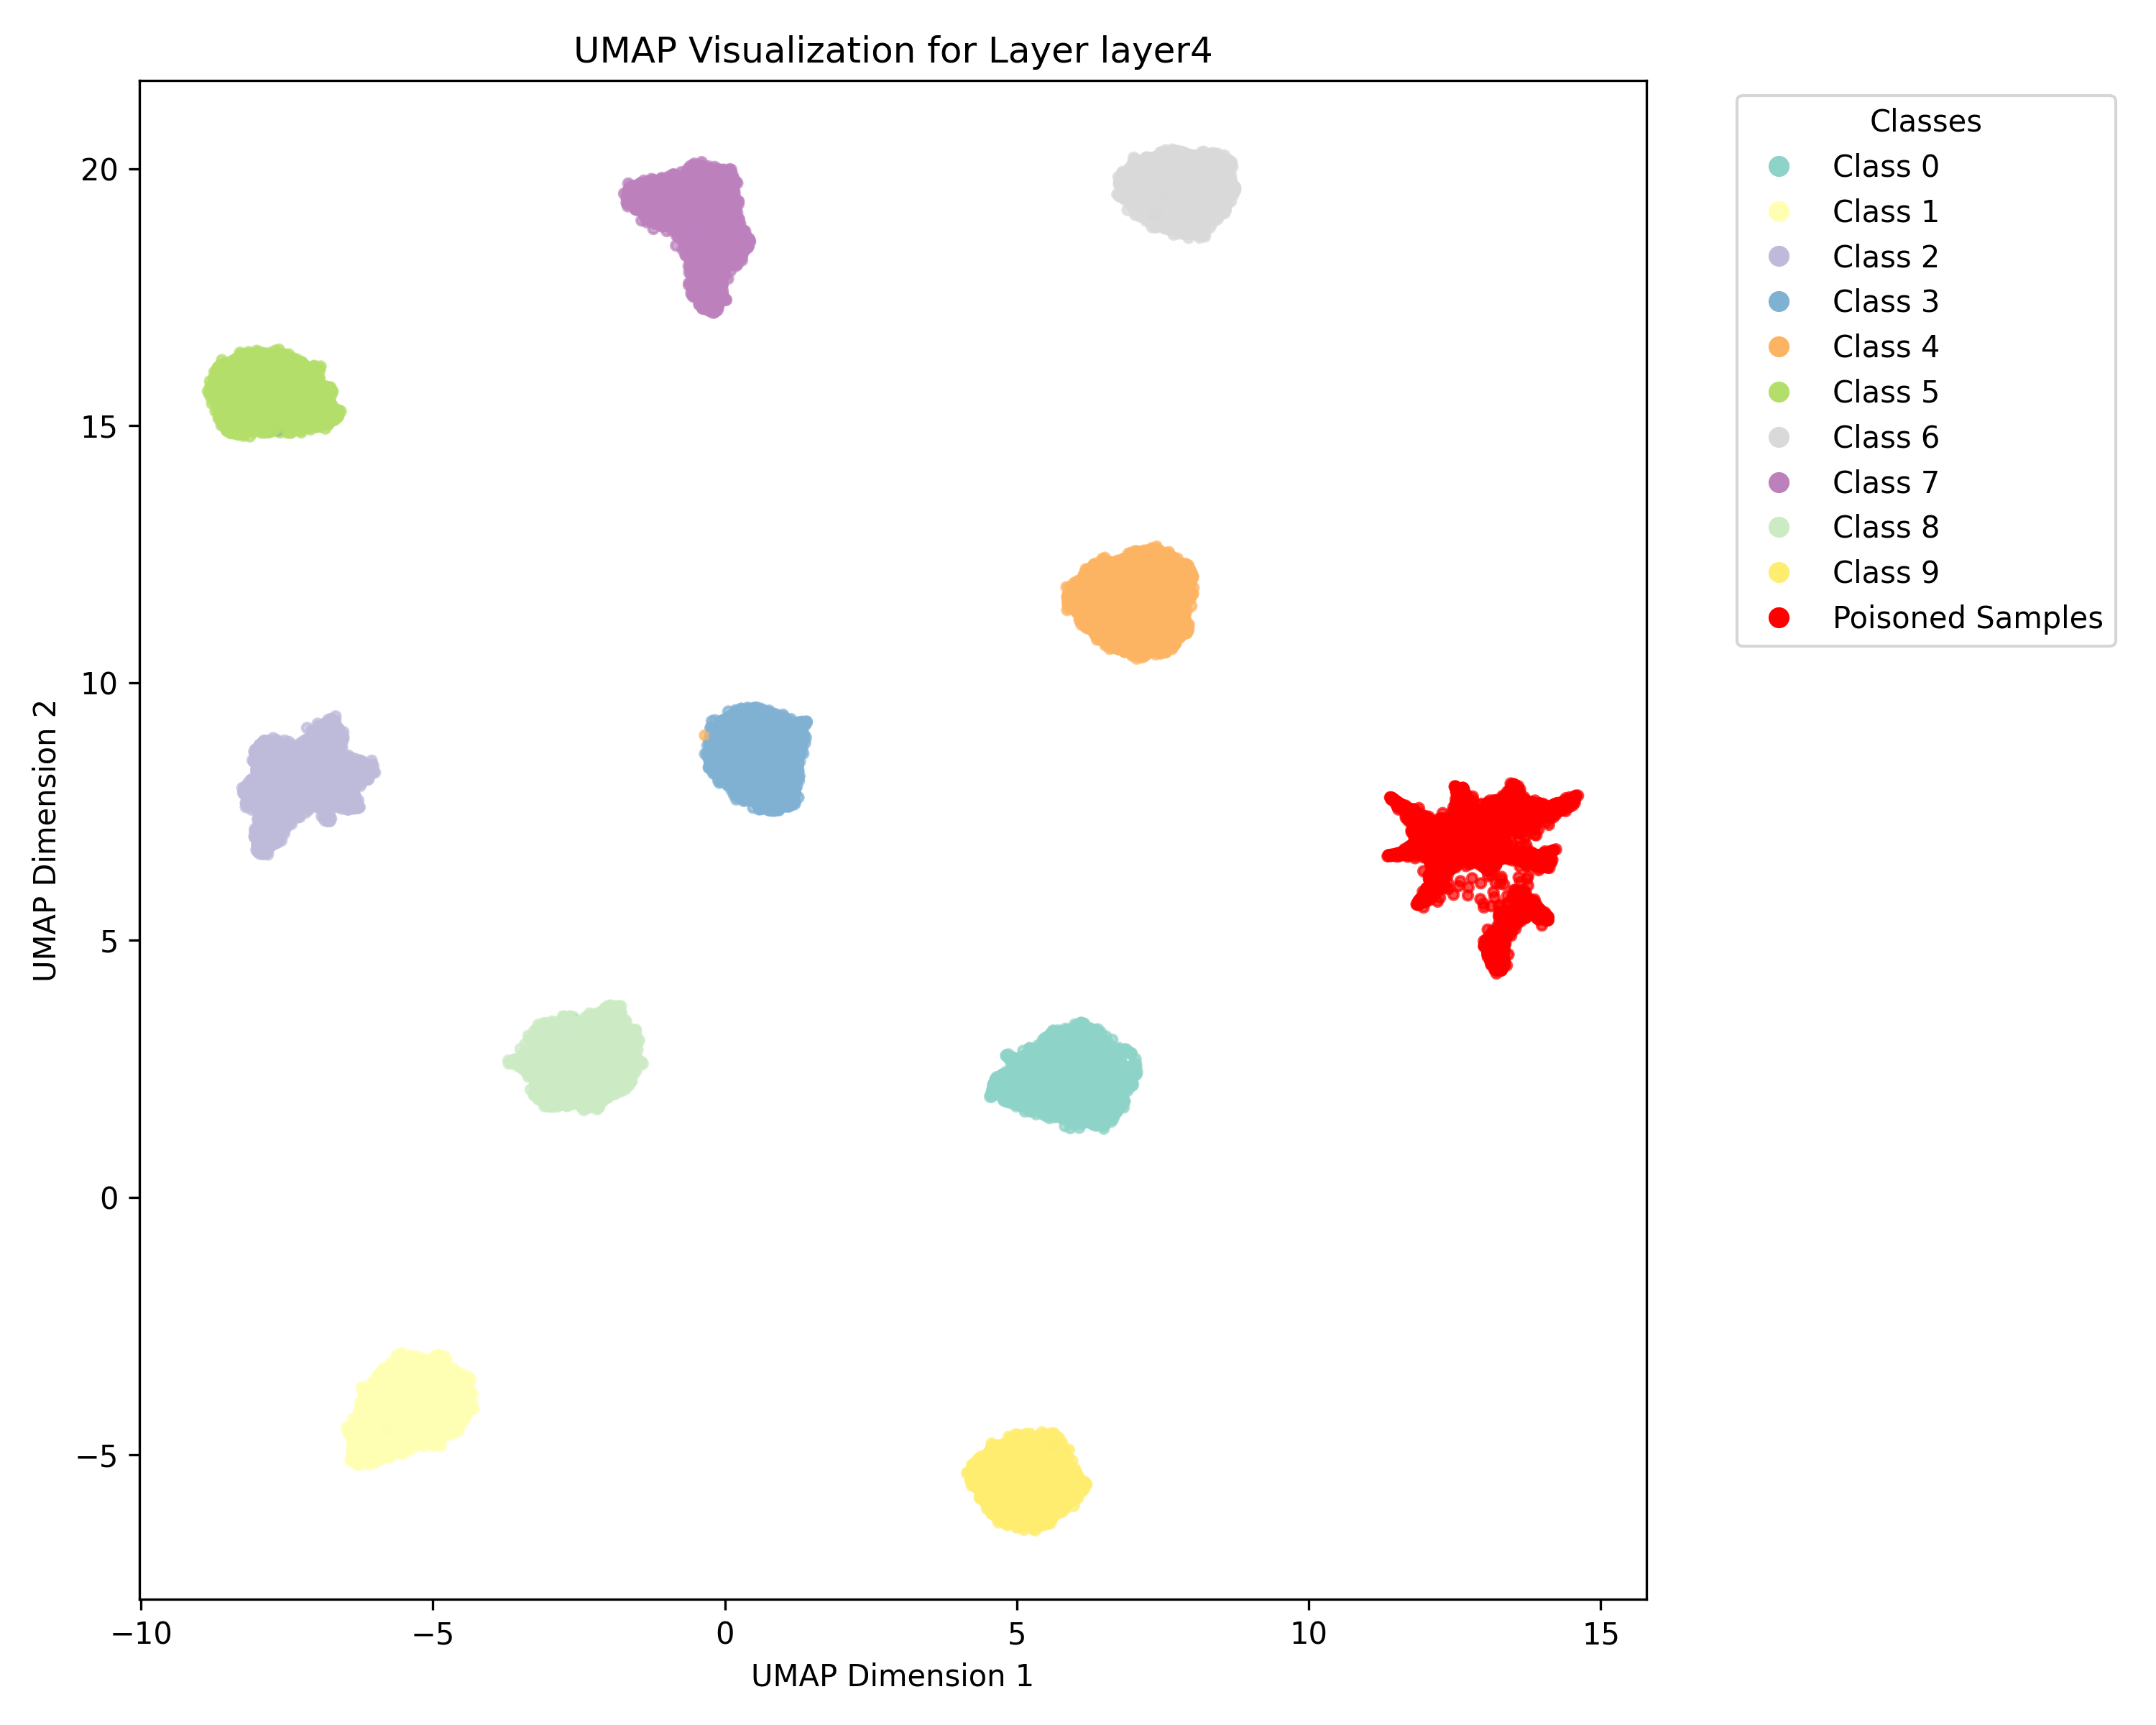 UMAP Visualization for Layer layer4
20
15
10
5
0
−5
−10
−5
0
5
10
15
UMAP Dimension 1
UMAP Dimension 2
Classes
Class 0
Class 1
Class 2
Class 3
Class 4
Class 5
Class 6
Class 7
Class 8
Class 9
Poisoned Samples